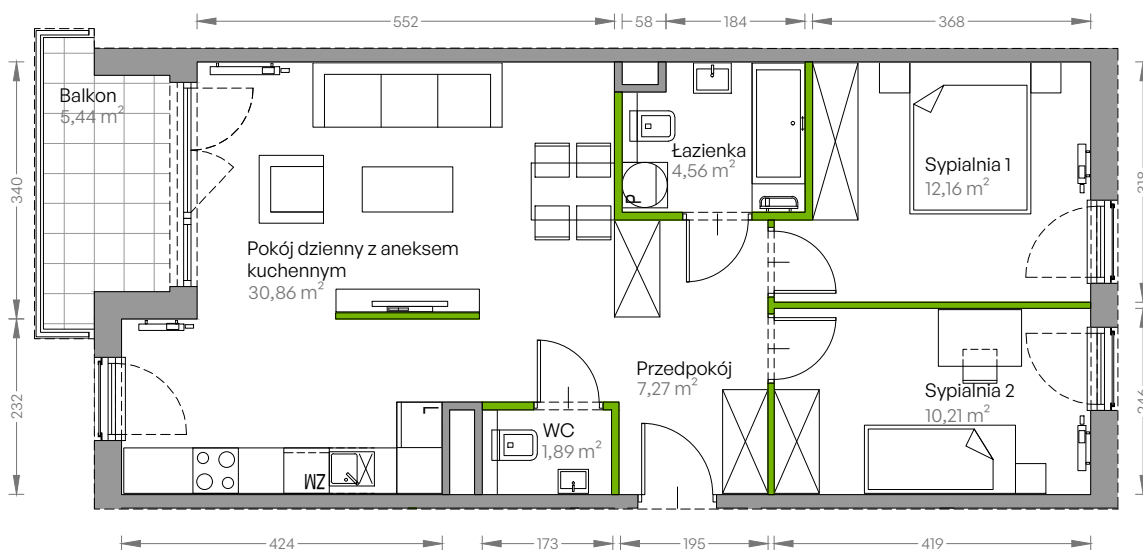 552
58
184
368
Balkon
5,44 m²
340
232
Pokój dzienny z aneksem
kuchennym
30,86 m²
Łazienka
4,56 m²
P
Sypialnia 1
12,16 m²
318
Przedpokój
7,27 m²
Sypialnia 2
10,21 m²
246
WC
1,89 m²
L
ZM
424
173
195
419